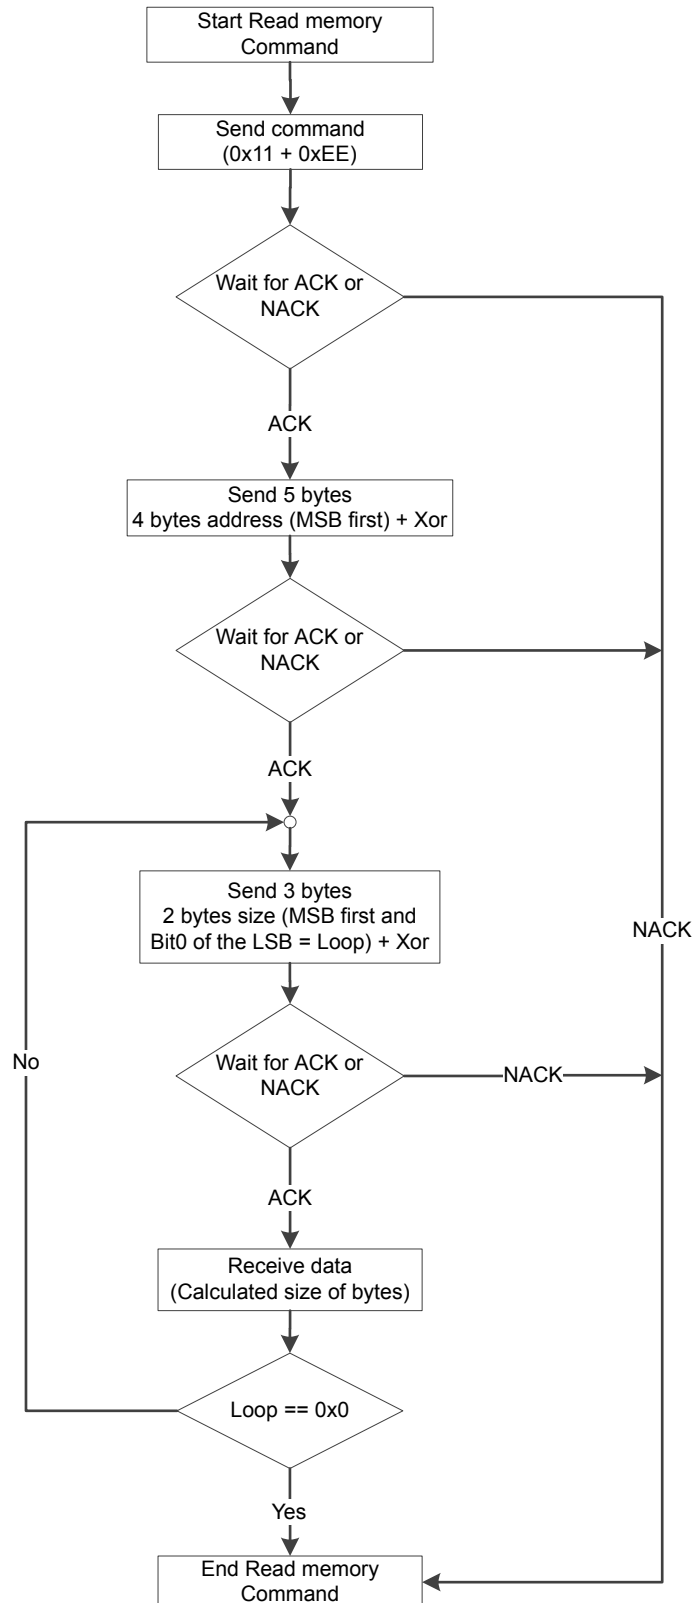 Start Read memory
Command
Send command
(0x11 + 0xEE)
Wait for ACK or
NACK
ACK
Send 5 bytes
4 bytes address (MSB first) + Xor
Wait for ACK or
NACK
ACK
Send 3 bytes
2 bytes size (MSB first and
Bit0 of the LSB = Loop) + Xor
NACK
No
Wait for ACK or
NACK
NACK
ACK
Receive data
(Calculated size of bytes)
Loop == 0x0
Yes
End Read memory
Command